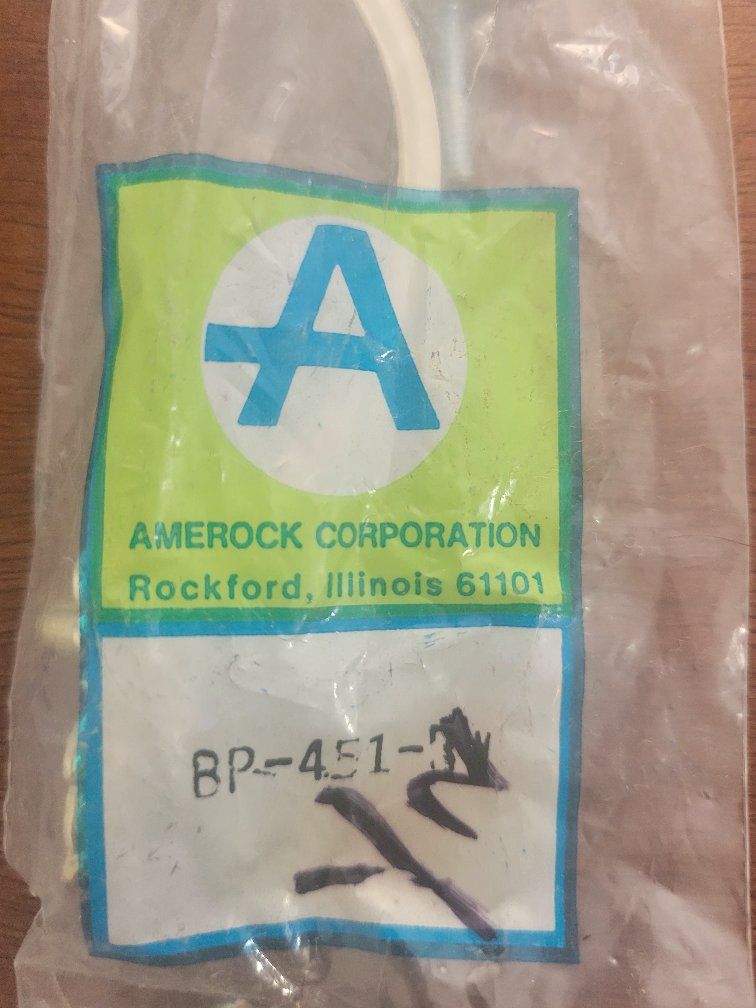 A
AMEROCK CORPORATION
Rockford, Illinois 61101
BP-451-